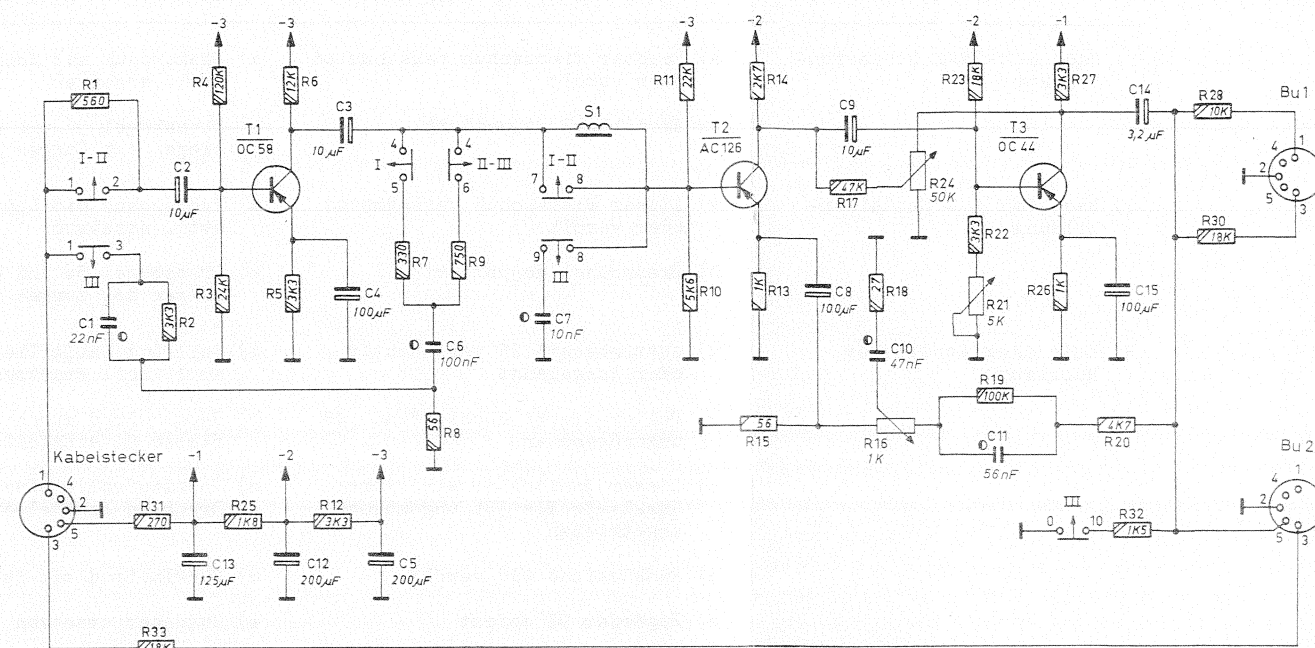 -3
-3
-3
-2
-2
-1
R1
560
R4
120K
R6
12K
R11
22K
R14
2K7
R23
18K
R27
3K3
C14
3,2µF
R28
10K
Bu 1
I-II
1 2
C2
10µF
T1
OC 58
C3
10µF
4
I
5
4
II-III
6
S1
I-II
7 8
T2
AC126
C9
10µF
47K
R17
R24
50K
T3
OC 44
1
4
2
5
3
1 3
III
R3
24K
R5
3K3
C4
100µF
R7
330
R9
750
9 8
III
R10
5K6
R13
1K
C8
100µF
R18
27
R22
3K3
R21
5K
R26
1K
C15
100µF
R30
18K
C1
22nF
R2
3K3
C6
100nF
C7
10nF
C10
47nF
R8
56
R15
56
R16
1K
R19
100K
C11
56nF
R20
4K7
Kabelstecker
1
4
2
5
3
-1
-2
-3
R31
270
R25
1K8
R12
3K3
C13
125µF
C12
200µF
C5
200µF
III
0 10
R32
1K5
Bu 2
1
4
2
5
3
R33
18K